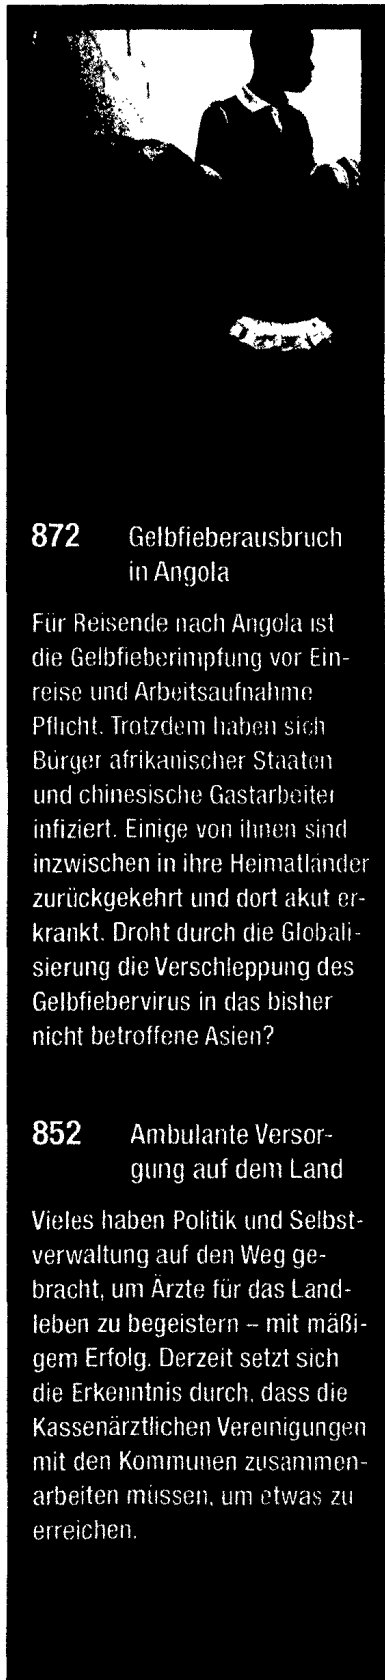 872 Gelbfieberausbruch
in Angola
Für Reisende nach Angola ist
die Gelbfieberimpfung vor Ein-
reise und Arbeitsaufnahme
Pflicht. Trotzdem haben sich
Bürger afrikanischer Staaten
und chinesische Gastarbeiter
infiziert. Einige von ihnen sind
inzwischen in ihre Heimatländer
zurückgekehrt und dort akut er-
krankt. Droht durch die Globali-
sierung die Verschleppung des
Gelbfiebervirus in das bisher
nicht betroffene Asien?
852 Ambulante Versor-
gung auf dem Land
Vieles haben Politik und Selbst-
verwaltung auf den Weg ge-
bracht, um Ärzte für das Land-
leben zu begeistern – mit mäßi-
gem Erfolg. Derzeit setzt sich
die Erkenntnis durch, dass die
Kassenärztlichen Vereinigungen
mit den Kommunen zusammen-
arbeiten müssen, um etwas zu
erreichen.